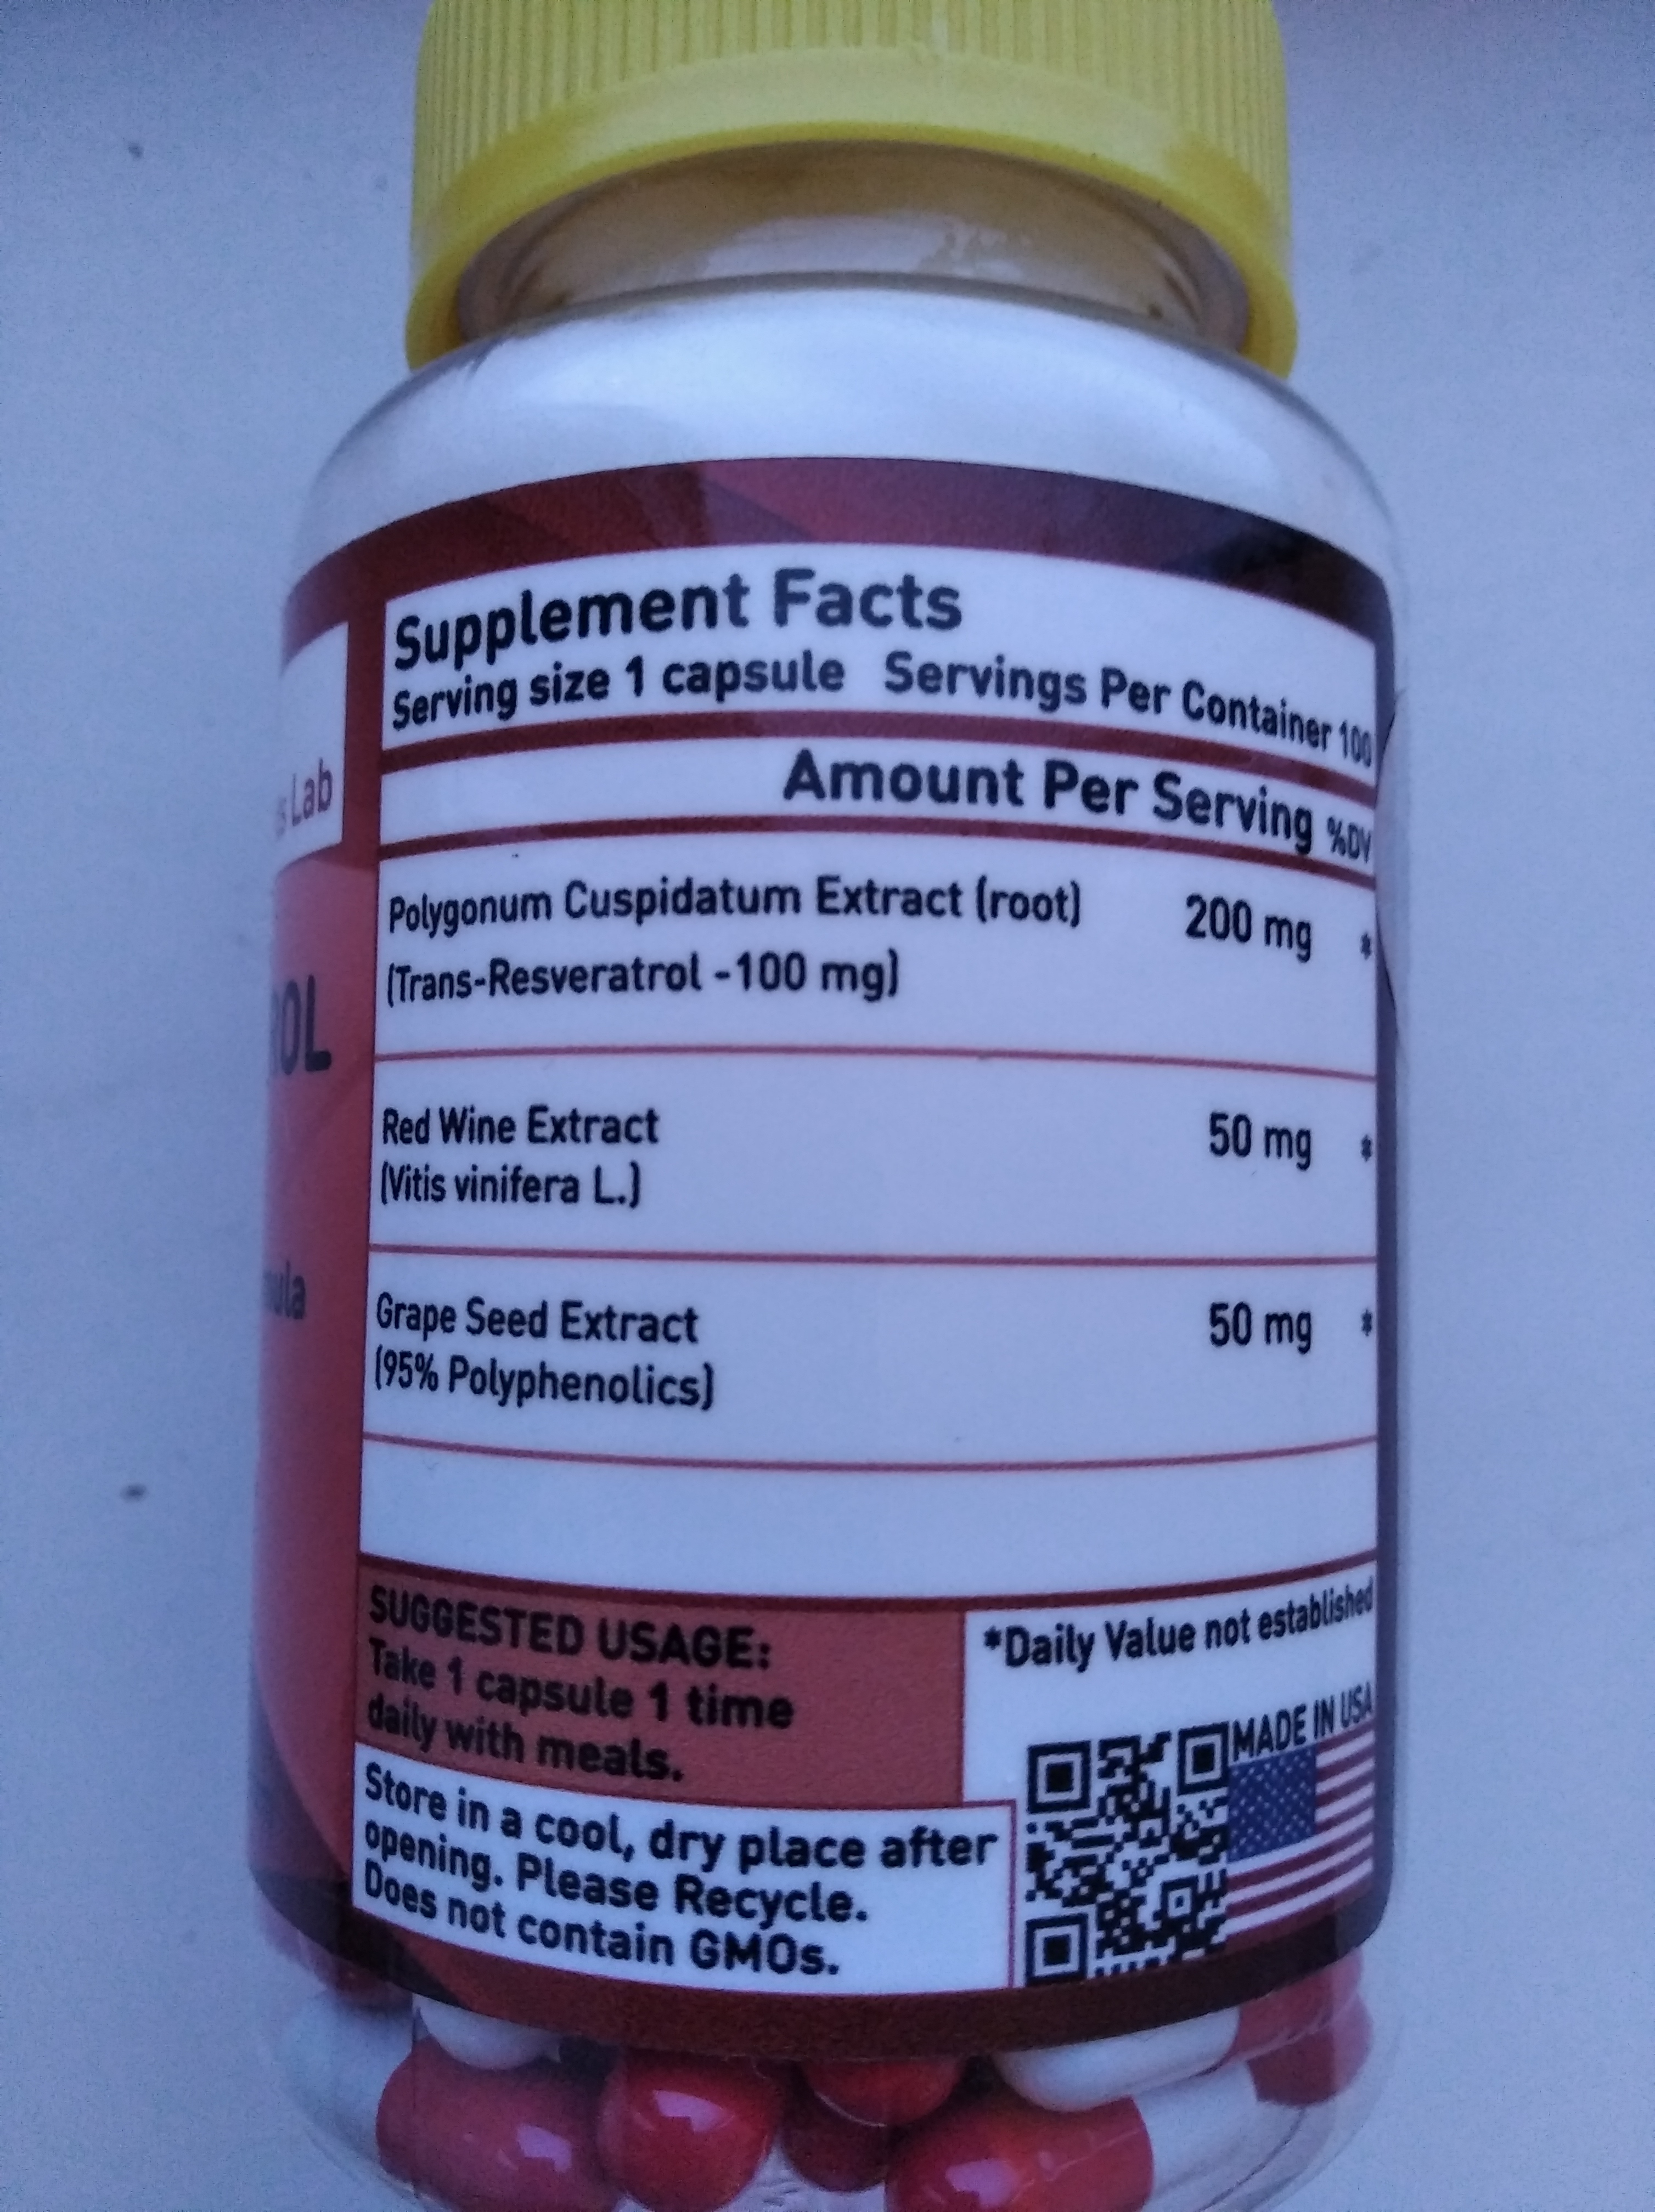 Lab
Supplement Facts
Serving size 1 capsule Servings Per Container 100
Amount Per Serving %DV
Polygonum Cuspidatum Extract (root) 200 mg *
(Trans-Resveratrol -100 mg)
Red Wine Extract 50 mg *
(Vitis vinifera L.)
Grape Seed Extract 50 mg *
(95% Polyphenolics)
SUGGESTED USAGE:
Take 1 capsule 1 time
daily with meals.
*Daily Value not established
MADE IN USA
Store in a cool, dry place after
opening. Please Recycle.
Does not contain GMOs.